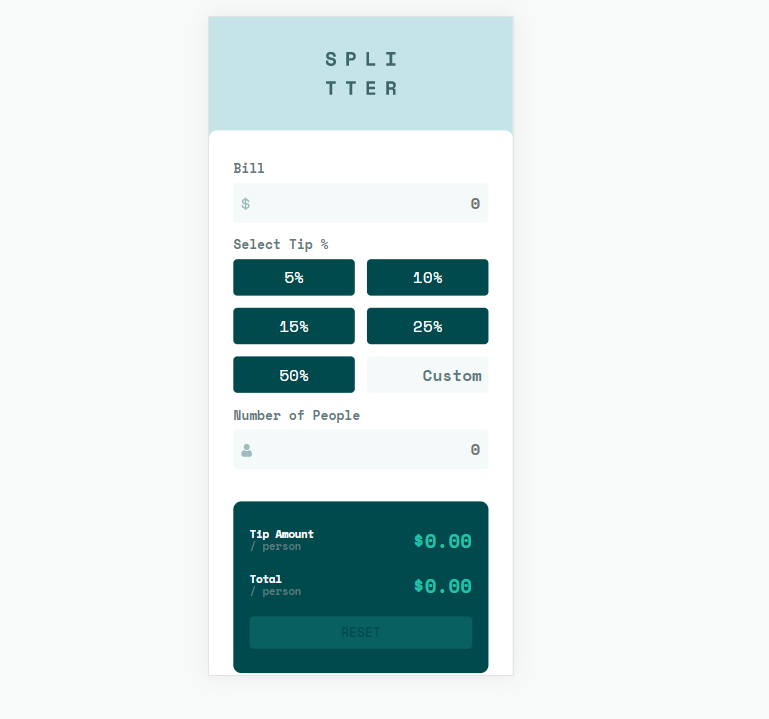 SPLI
TTER
Bill
$ 0
Select Tip %
5% 10%
15% 25%
50% Custom
Number of People
0
Tip Amount
/ person
$0.00
Total
/ person
$0.00
RESET